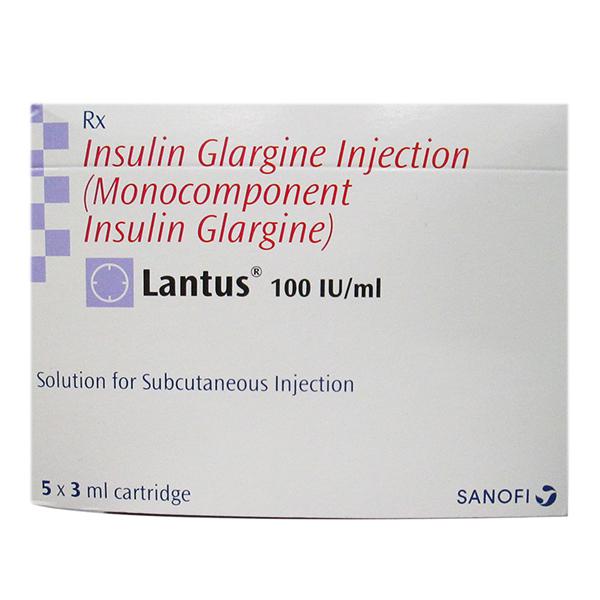 Rx
Insulin Glargine Injection
(Monocomponent
Insulin Glargine)
Lantus® 100 IU/ml
Solution for Subcutaneous Injection
5 x 3 ml cartridge
SANOFI